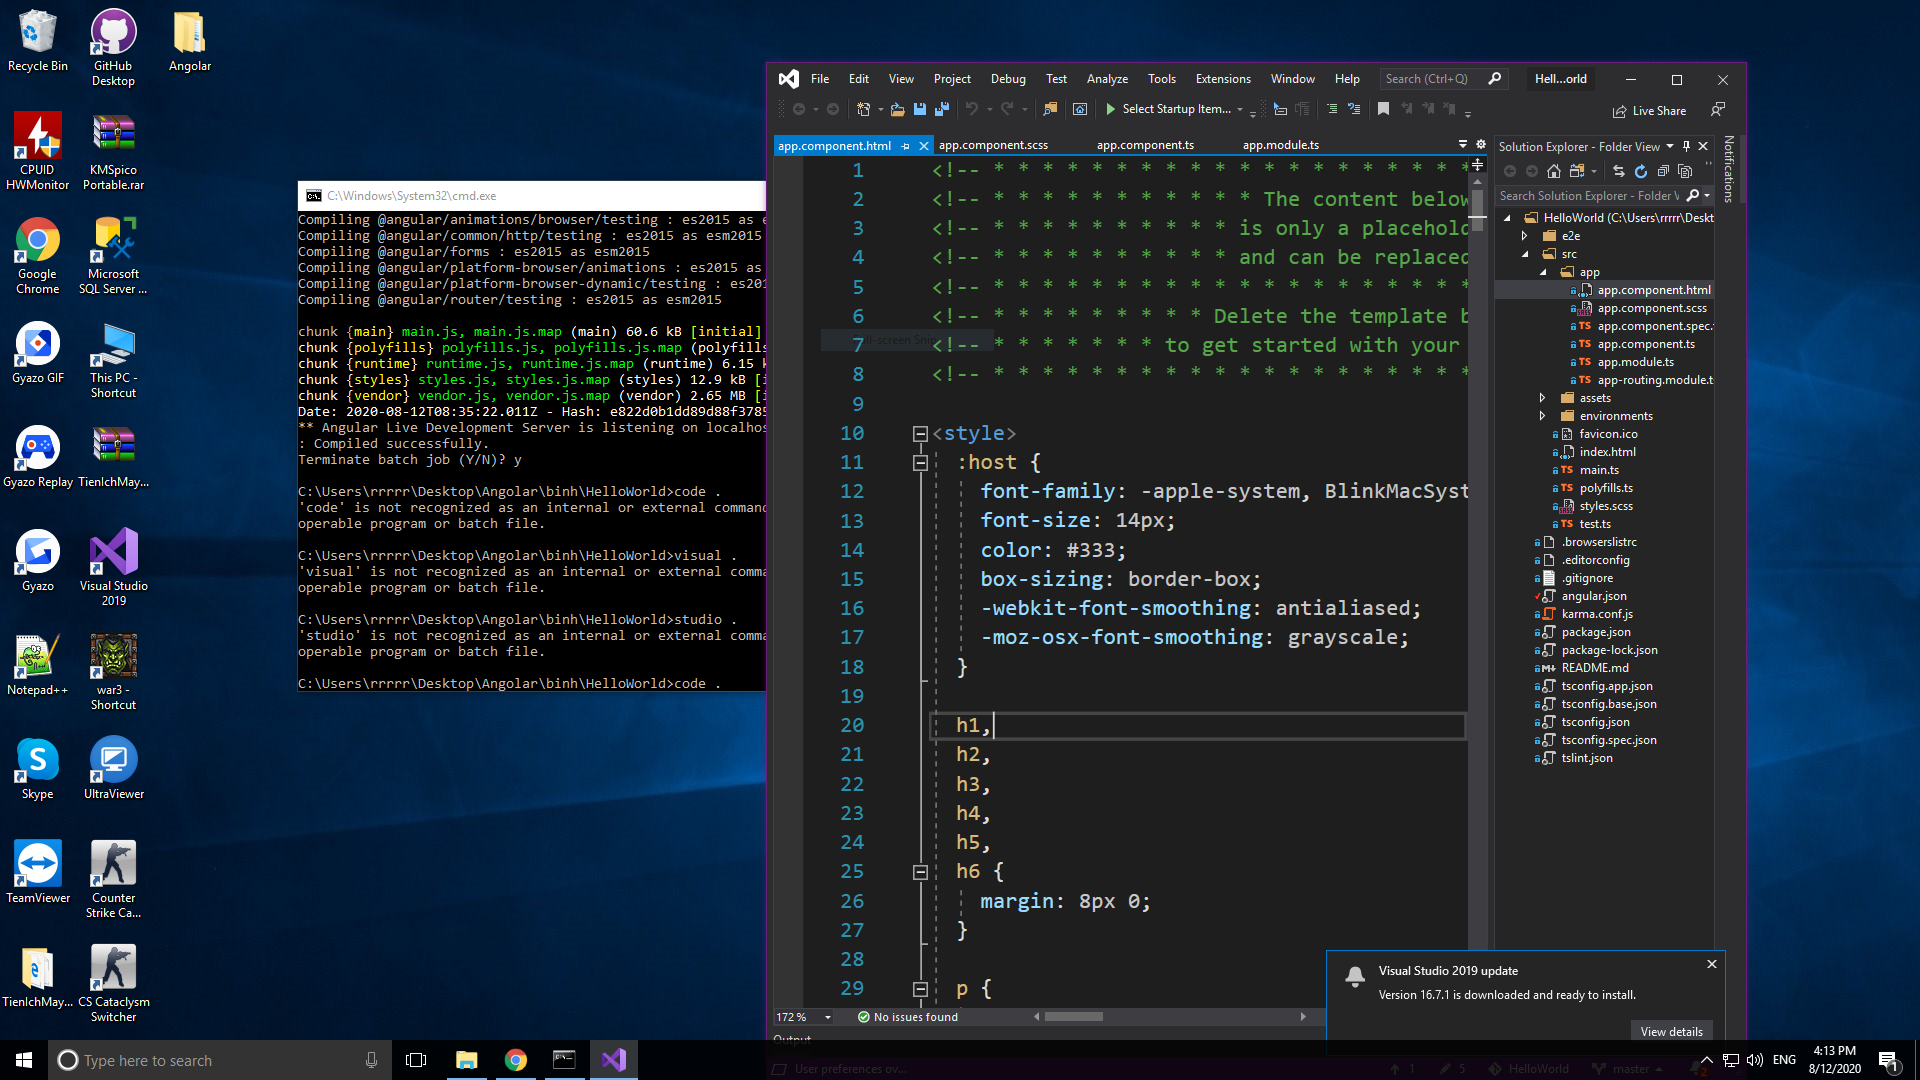 Recycle Bin
GitHub Desktop
Angolar
CPUID HWMonitor
KMSpico Portable.rar
Google Chrome
Microsoft SQL Server ...
Gyazo GIF
This PC - Shortcut
Gyazo Replay
TienIchMay...
Gyazo
Visual Studio 2019
Notepad++
war3 - Shortcut
Skype
UltraViewer
TeamViewer
Counter Strike Ca...
TienIchMay...
CS Cataclysm Switcher
C:\Windows\System32\cmd.exe
Compiling @angular/animations/browser/testing : es2015 as e
Compiling @angular/common/http/testing : es2015 as esm2015
Compiling @angular/forms : es2015 as esm2015
Compiling @angular/platform-browser/animations : es2015 as
Compiling @angular/platform-browser-dynamic/testing : es201
Compiling @angular/router/testing : es2015 as esm2015
chunk {main} main.js, main.js.map (main) 60.6 kB [initial]
chunk {polyfills} polyfills.js, polyfills.js.map (polyfills
chunk {runtime} runtime.js, runtime.js.map (runtime) 6.15 k
chunk {styles} styles.js, styles.js.map (styles) 12.9 kB [i
chunk {vendor} vendor.js, vendor.js.map (vendor) 2.65 MB [i
Date: 2020-08-12T08:35:22.011Z - Hash: e822d0b1dd89d88f3785
** Angular Live Development Server is listening on localhos
: Compiled successfully.
Terminate batch job (Y/N)? y
C:\Users\rrrrr\Desktop\Angolar\binh\HelloWorld>code .
'code' is not recognized as an internal or external command
operable program or batch file.
C:\Users\rrrrr\Desktop\Angolar\binh\HelloWorld>visual .
'visual' is not recognized as an internal or external comma
operable program or batch file.
C:\Users\rrrrr\Desktop\Angolar\binh\HelloWorld>studio .
'studio' is not recognized as an internal or external comma
operable program or batch file.
C:\Users\rrrrr\Desktop\Angolar\binh\HelloWorld>code .
File Edit View Project Debug Test Analyze Tools Extensions Window Help Search (Ctrl+Q) Hell...orld
Select Startup Item... Live Share
app.component.html app.component.scss app.component.ts app.module.ts
1 <!-- * * * * * * * * * * * * * * * * * * * *
2 <!-- * * * * * * * * * * * The content below
3 <!-- * * * * * * * * * * is only a placehold
4 <!-- * * * * * * * * * * and can be replaced
5 <!-- * * * * * * * * * * * * * * * * * * * *
6 <!-- * * * * * * * * * Delete the template b
7 <!-- * * * * * * * to get started with your
8 <!-- * * * * * * * * * * * * * * * * * * * *
9
10 <style>
11 :host {
12 font-family: -apple-system, BlinkMacSyst
13 font-size: 14px;
14 color: #333;
15 box-sizing: border-box;
16 -webkit-font-smoothing: antialiased;
17 -moz-osx-font-smoothing: grayscale;
18 }
19
20 h1,
21 h2,
22 h3,
23 h4,
24 h5,
25 h6 {
26 margin: 8px 0;
27 }
28
29 p {
172 % No issues found
Output
Solution Explorer - Folder View
Search Solution Explorer - Folder V
HelloWorld (C:\Users\rrrrr\Deskt
e2e
src
app
app.component.html
app.component.scss
app.component.spec.
app.component.ts
app.module.ts
app-routing.module.ts
assets
environments
favicon.ico
index.html
main.ts
polyfills.ts
styles.scss
test.ts
.browserslistrc
.editorconfig
.gitignore
angular.json
karma.conf.js
package.json
package-lock.json
README.md
tsconfig.app.json
tsconfig.base.json
tsconfig.json
tsconfig.spec.json
tslint.json
Notifications
Visual Studio 2019 update
Version 16.7.1 is downloaded and ready to install.
View details
User preferences ov... 1 5 HelloWorld master 2
Type here to search
ENG
4:13 PM
8/12/2020
1